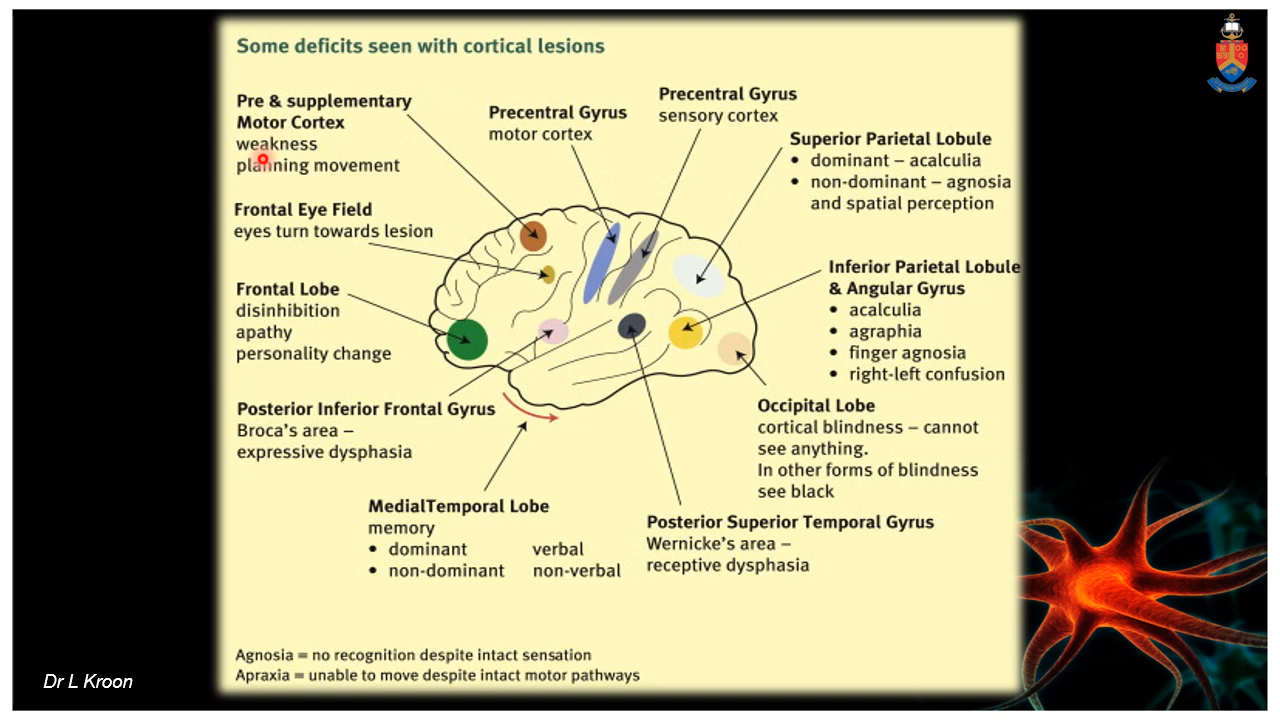 Some deficits seen with cortical lesions
Pre & supplementary
Motor Cortex
weakness
planning movement
Precentral Gyrus
motor cortex
Precentral Gyrus
sensory cortex
Superior Parietal Lobule
• dominant – acalculia
• non-dominant – agnosia
and spatial perception
Frontal Eye Field
eyes turn towards lesion
Frontal Lobe
disinhibition
apathy
personality change
Inferior Parietal Lobule
& Angular Gyrus
• acalculia
• agraphia
• finger agnosia
• right-left confusion
Posterior Inferior Frontal Gyrus
Broca's area –
expressive dysphasia
Occipital Lobe
cortical blindness – cannot
see anything.
In other forms of blindness
see black
MedialTemporal Lobe
memory
• dominant verbal
• non-dominant non-verbal
Posterior Superior Temporal Gyrus
Wernicke's area –
receptive dysphasia
Agnosia = no recognition despite intact sensation
Apraxia = unable to move despite intact motor pathways
Dr L Kroon